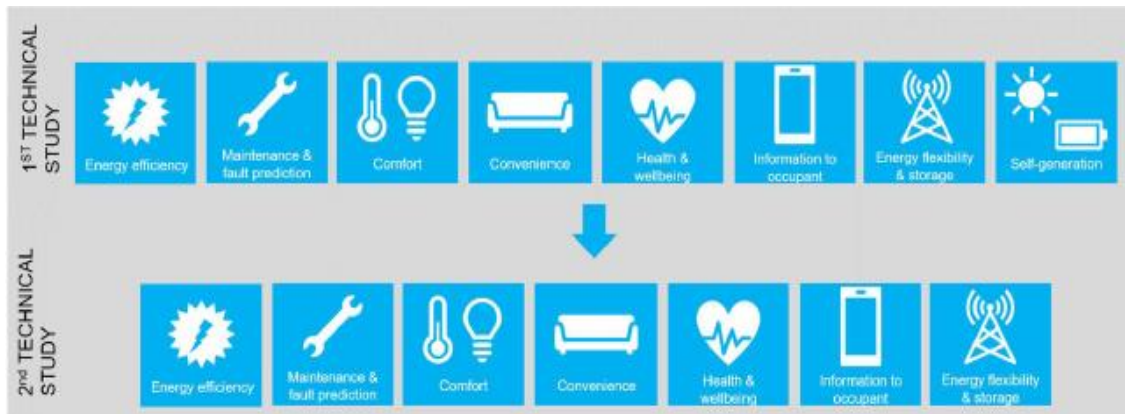 1ST TECHNICAL
STUDY
Energy efficiency
Maintenance &
fault prediction
Comfort
Convenience
Health &
wellbeing
Information to
occupant
Energy flexibility
& storage
Self-generation
2nd TECHNICAL
STUDY
Energy efficiency
Maintenance &
fault prediction
Comfort
Convenience
Health &
wellbeing
Information to
occupant
Energy flexibility
& storage